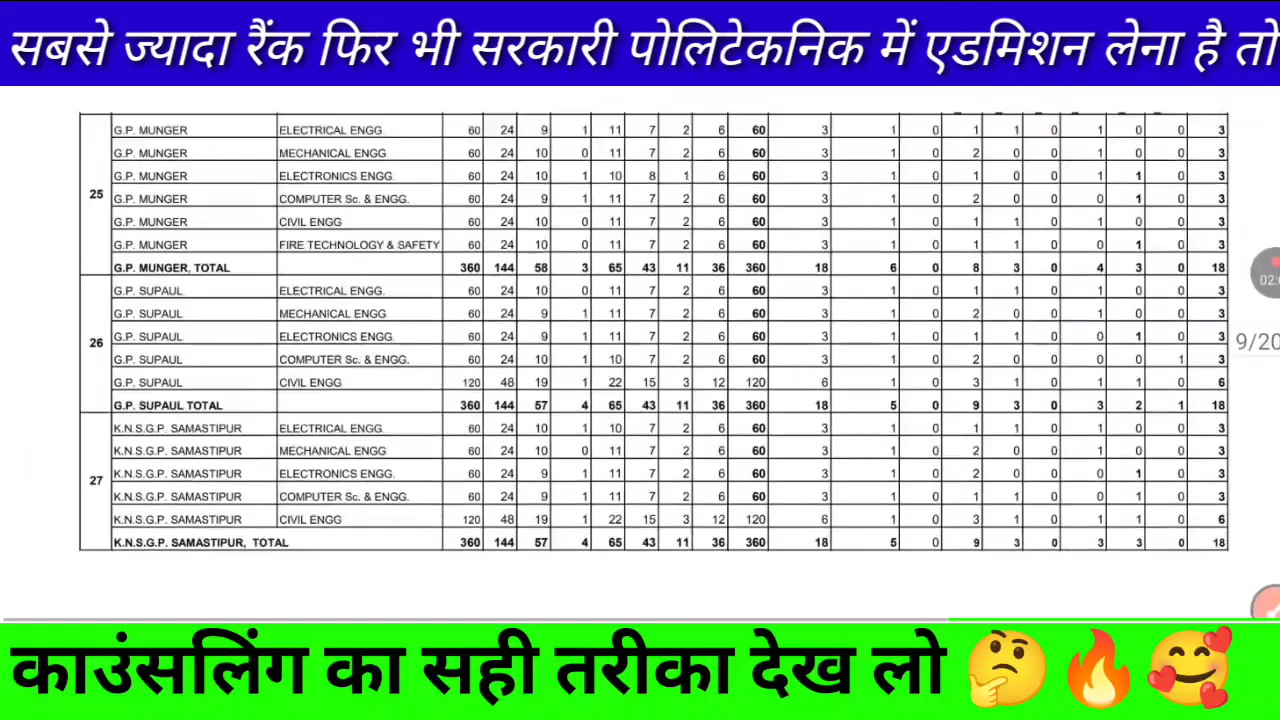 सबसे ज्यादा रैंक फिर भी सरकारी पोलिटेकनिक में एडमिशन लेना है तो
G.P. MUNGER ELECTRICAL ENGG. 60 24 9 1 11 7 2 6 60 3 1 0 1 1 0 1 0 0 3
G.P. MUNGER MECHANICAL ENGG. 60 24 10 0 11 7 2 6 60 3 1 0 2 0 0 1 0 0 3
G.P. MUNGER ELECTRONICS ENGG. 60 24 10 1 10 8 1 6 60 3 1 0 1 0 0 1 1 0 3
25 G.P. MUNGER COMPUTER Sc. & ENGG. 60 24 9 1 11 7 2 6 60 3 1 0 2 0 0 0 1 0 3
G.P. MUNGER CIVIL ENGG 60 24 10 0 11 7 2 6 60 3 1 0 1 1 0 1 0 0 3
G.P. MUNGER FIRE TECHNOLOGY & SAFETY 60 24 10 0 11 7 2 6 60 3 1 0 1 1 0 0 1 0 3
G.P. MUNGER, TOTAL 360 144 58 3 65 43 11 36 360 18 6 0 8 3 0 4 3 0 18
G.P. SUPAUL ELECTRICAL ENGG. 60 24 10 0 11 7 2 6 60 3 1 0 1 1 0 1 0 0 3
G.P. SUPAUL MECHANICAL ENGG. 60 24 9 1 11 7 2 6 60 3 1 0 2 0 0 1 0 0 3
26 G.P. SUPAUL ELECTRONICS ENGG. 60 24 9 1 11 7 2 6 60 3 1 0 1 1 0 0 1 0 3
G.P. SUPAUL COMPUTER Sc. & ENGG. 60 24 10 1 10 7 2 6 60 3 1 0 2 0 0 0 0 1 3
G.P. SUPAUL CIVIL ENGG 120 48 19 1 22 15 3 12 120 6 1 0 3 1 0 1 1 0 6
G.P. SUPAUL TOTAL 360 144 57 4 65 43 11 36 360 18 5 0 9 3 0 3 2 1 18
K.N.S.G.P. SAMASTIPUR ELECTRICAL ENGG. 60 24 10 1 10 7 2 6 60 3 1 0 1 1 0 1 0 0 3
K.N.S.G.P. SAMASTIPUR MECHANICAL ENGG 60 24 10 0 11 7 2 6 60 3 1 0 2 0 0 1 0 0 3
27 K.N.S.G.P. SAMASTIPUR ELECTRONICS ENGG. 60 24 9 1 11 7 2 6 60 3 1 0 2 0 0 0 1 0 3
K.N.S.G.P. SAMASTIPUR COMPUTER Sc. & ENGG. 60 24 9 1 11 7 2 6 60 3 1 0 1 1 0 0 1 0 3
K.N.S.G.P. SAMASTIPUR CIVIL ENGG 120 48 19 1 22 15 3 12 120 6 1 0 3 1 0 1 1 0 6
K.N.S.G.P. SAMASTIPUR, TOTAL 360 144 57 4 65 43 11 36 360 18 5 0 9 3 0 3 3 0 18
9/20
काउंसलिंग का सही तरीका देख लो 🤔🔥🥰